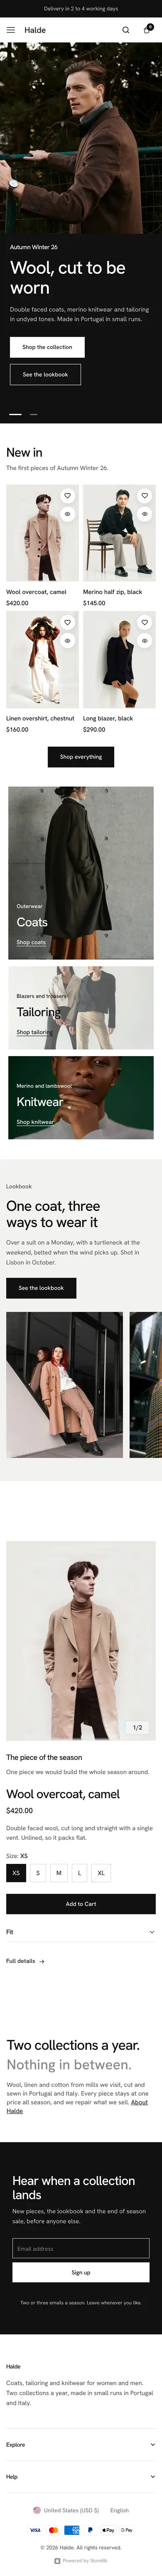 Delivery in 2 to 4 working days
Halde
0
Autumn Winter 26
Wool, cut to be
worn
Double faced coats, merino knitwear and tailoring
in undyed tones. Made in Portugal in small runs.
Shop the collection
See the lookbook
New in
The first pieces of Autumn Winter 26.
Wool overcoat, camel
$420.00
Merino half zip, black
$145.00
Linen overshirt, chestnut
$160.00
Long blazer, black
$290.00
Shop everything
Outerwear
Coats
Shop coats
Blazers and trousers
Tailoring
Shop tailoring
Merino and lambswool
Knitwear
Shop knitwear
Lookbook
One coat, three
ways to wear it
Over a suit on a Monday, with a turtleneck at the
weekend, belted when the wind picks up. Shot in
Lisbon in October.
See the lookbook
1/2
The piece of the season
One piece we would build the whole season around.
Wool overcoat, camel
$420.00
Double faced wool, cut long and straight with a single
vent. Unlined, so it packs flat.
Size: XS
XS
S
M
L
XL
Add to Cart
Fit
Full details
Two collections a year.
Nothing in between.
Wool, linen and cotton from mills we visit, cut and
sewn in Portugal and Italy. Every piece stays at one
price all season, and we repair what we sell. About
Halde
Hear when a collection
lands
New pieces, the lookbook and the end of season
sale, before anyone else.
Email address
Sign up
Two or three emails a season. Leave whenever you like.
Halde
Coats, tailoring and knitwear for women and men.
Two collections a year, made in small runs in Portugal
and Italy.
Explore
Help
United States (USD $)
English
VISA
AMEX
Pay
Pay
© 2026 Halde. All rights reserved.